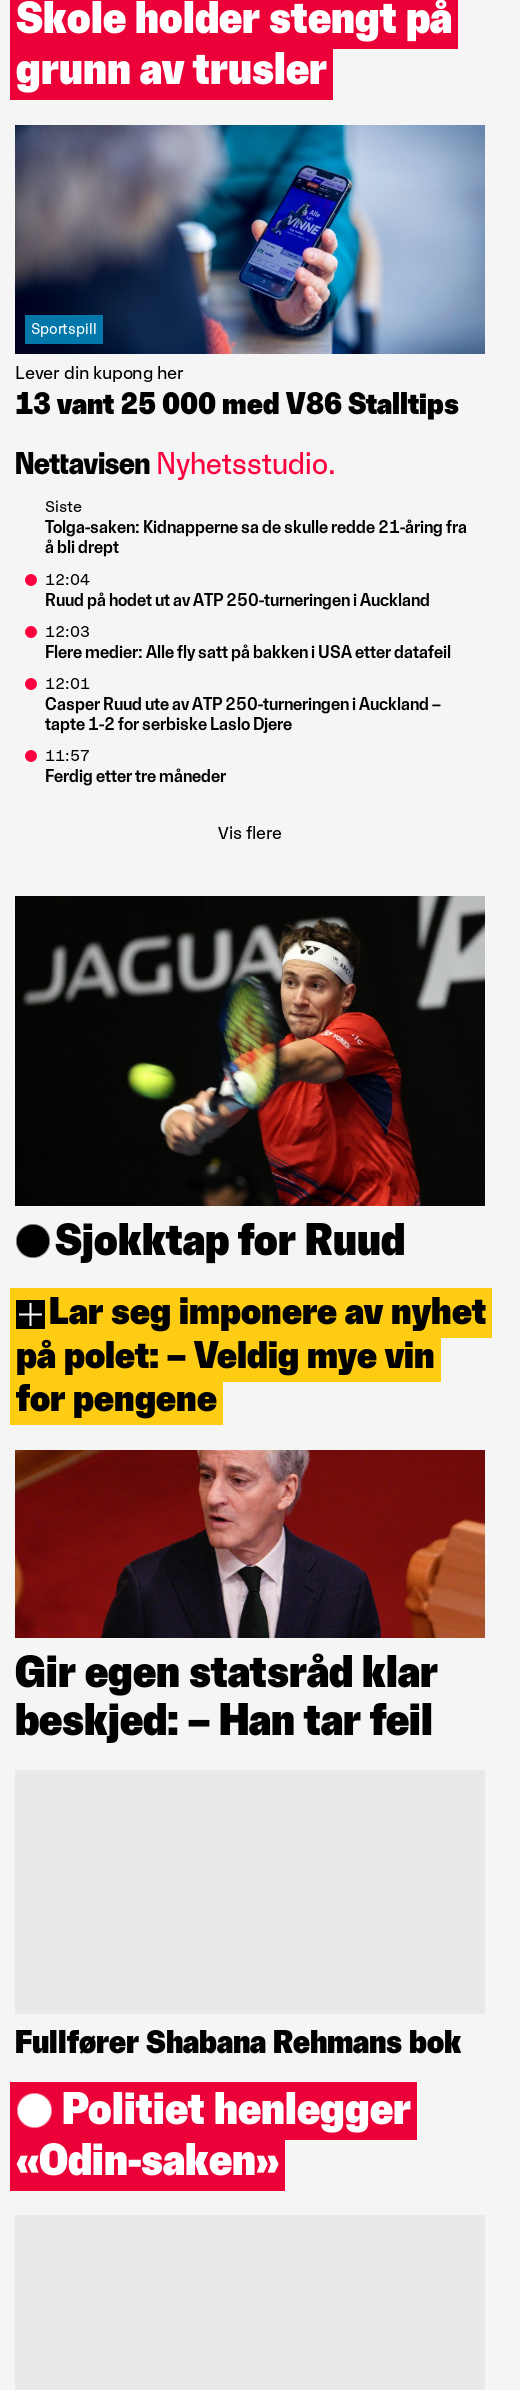 Skole holder stengt på
grunn av trusler
Alle
VINNE
Sportspill
Lever din kupong her
13 vant 25 000 med V86 Stalltips
Nettavisen Nyhetsstudio.
Siste
Tolga-saken: Kidnapperne sa de skulle redde 21-åring fra
å bli drept
12:04
Ruud på hodet ut av ATP 250-turneringen i Auckland
12:03
Flere medier: Alle fly satt på bakken i USA etter datafeil
12:01
Casper Ruud ute av ATP 250-turneringen i Auckland –
tapte 1-2 for serbiske Laslo Djere
11:57
Ferdig etter tre måneder
Vis flere
JAGUAR
YONEX
Sjokktap for Ruud
Lar seg imponere av nyhet
på polet: – Veldig mye vin
for pengene
Gir egen statsråd klar
beskjed: – Han tar feil
Fullfører Shabana Rehmans bok
Politiet henlegger
«Odin-saken»